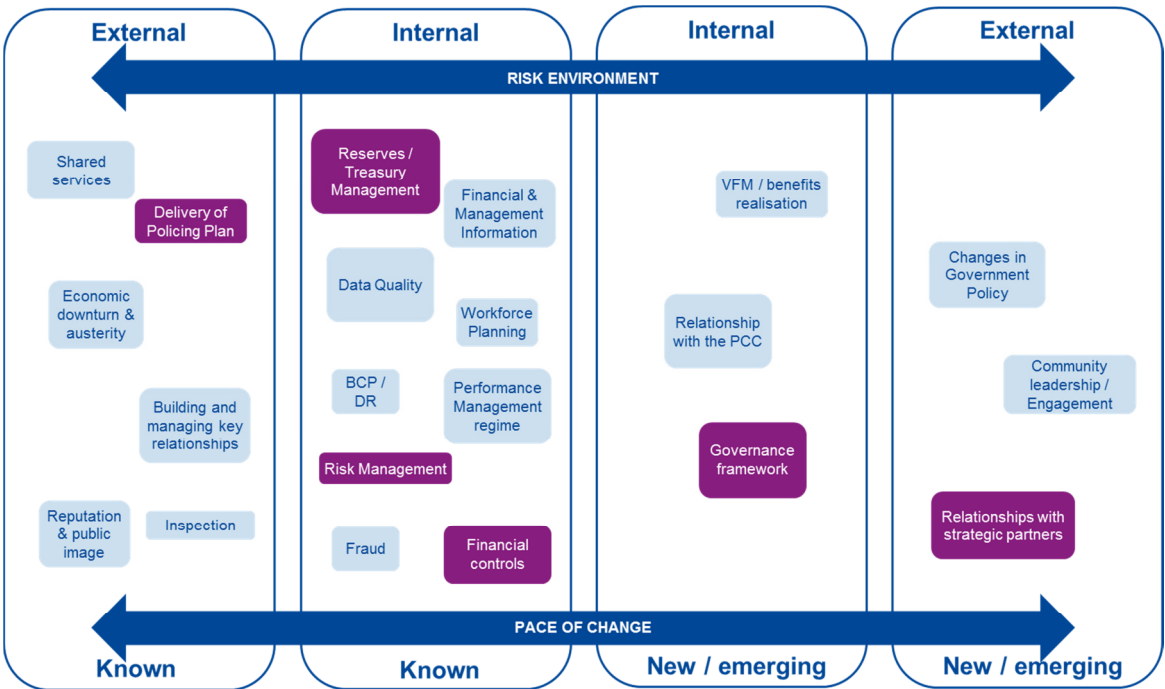 External
Internal
Internal
External
RISK ENVIRONMENT
Shared
services
Delivery of
Policing Plan
Economic
downturn &
austerity
Building and
managing key
relationships
Reputation
& public
image
Inspection
Reserves /
Treasury
Management
Financial &
Management
Information
Data Quality
Workforce
Planning
BCP /
DR
Performance
Management
regime
Risk Management
Fraud
Financial
controls
VFM / benefits
realisation
Relationship
with the PCC
Governance
framework
Changes in
Government
Policy
Community
leadership /
Engagement
Relationships with
strategic partners
PACE OF CHANGE
Known
Known
New / emerging
New / emerging